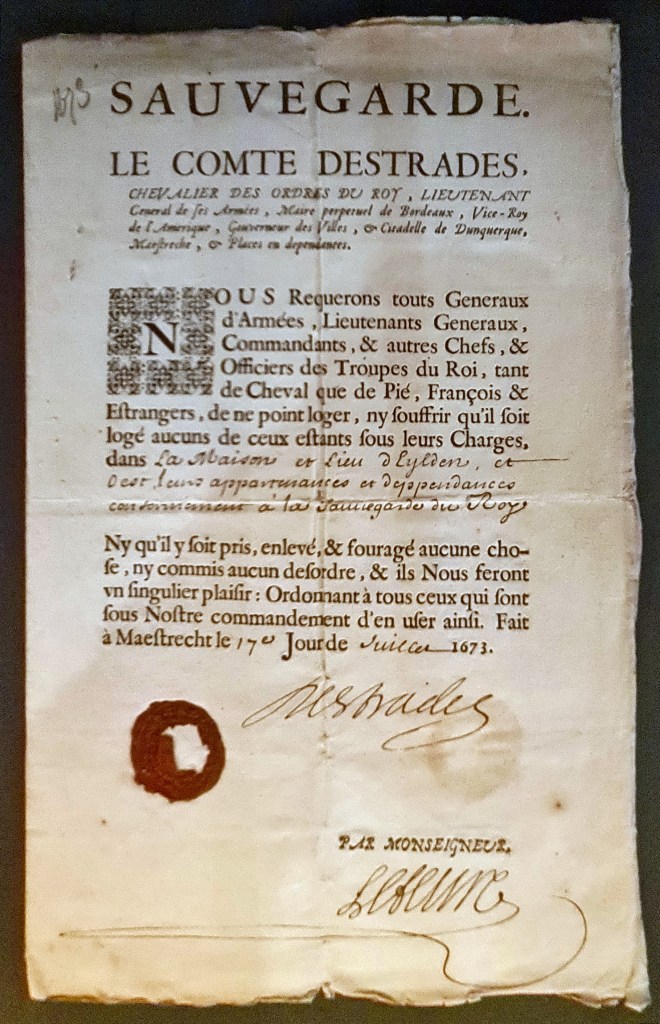 1673
SAUVEGARDE.
LE COMTE DESTRADES,
CHEVALIER DES ORDRES DU ROY, LIEUTENANT
General de ſes Armées, Maire perpetuel de Bordeaux, Vice-Roy
de l'Amerique, Gouverneur des Villes, & Citadelle de Dunquerque,
Maeſtrecht, & Places en dependances.
NOUS Requerons touts Generaux
d'Armées, Lieutenants Generaux,
Commandants, & autres Chefs, &
Officiers des Troupes du Roi, tant
de Cheval que de Pié, François &
Eſtrangers, de ne point loger, ny ſouffrir qu'il ſoit
logé aucuns de ceux eſtants ſous leurs Charges,
dans La Maison et Lieu d'Eylden, et
leurs appartenances et deppendances
à la Sauvegarde du Roy
Ny qu'il y ſoit pris, enlevé, & fouragé aucune cho-
ſe, ny commis aucun deſordre, & ils Nous feront
vn ſingulier plaiſir: Ordonnant à tous ceux qui ſont
ſous Noſtre commandement d'en uſer ainſi. Fait
à Maeſtrecht le 17e Jour de Juillet 1673.
Destrades
PAR MONSEIGNEUR.